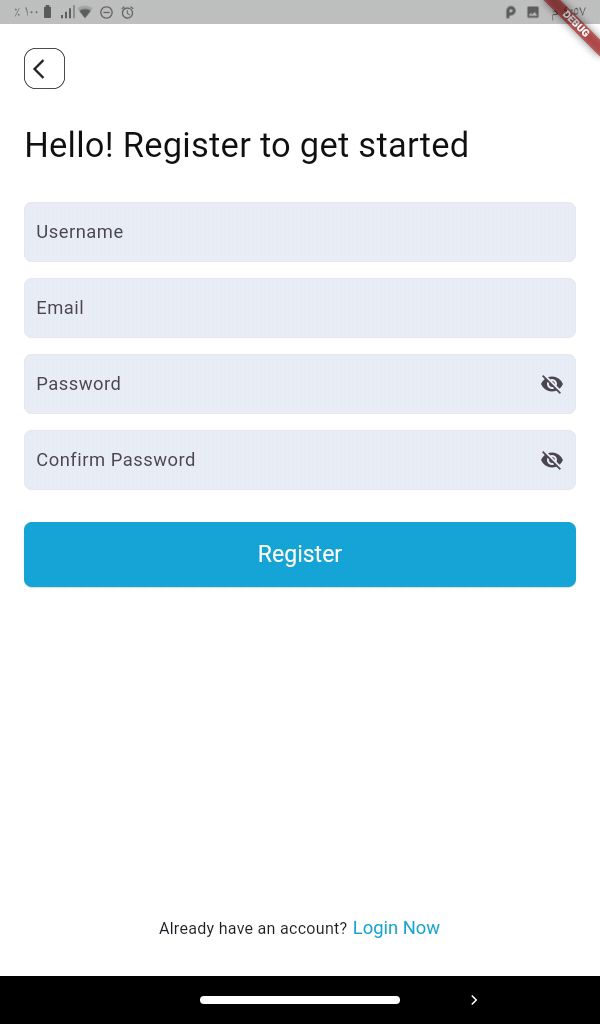 ٪ ١٠٠
DEBUG
Hello! Register to get started
Username
Email
Password
Confirm Password
Register
Already have an account? Login Now